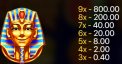 9x - 800.00
8x - 200.00
7x - 40.00
6x - 20.00
5x - 8.00
4x - 2.00
3x - 0.40